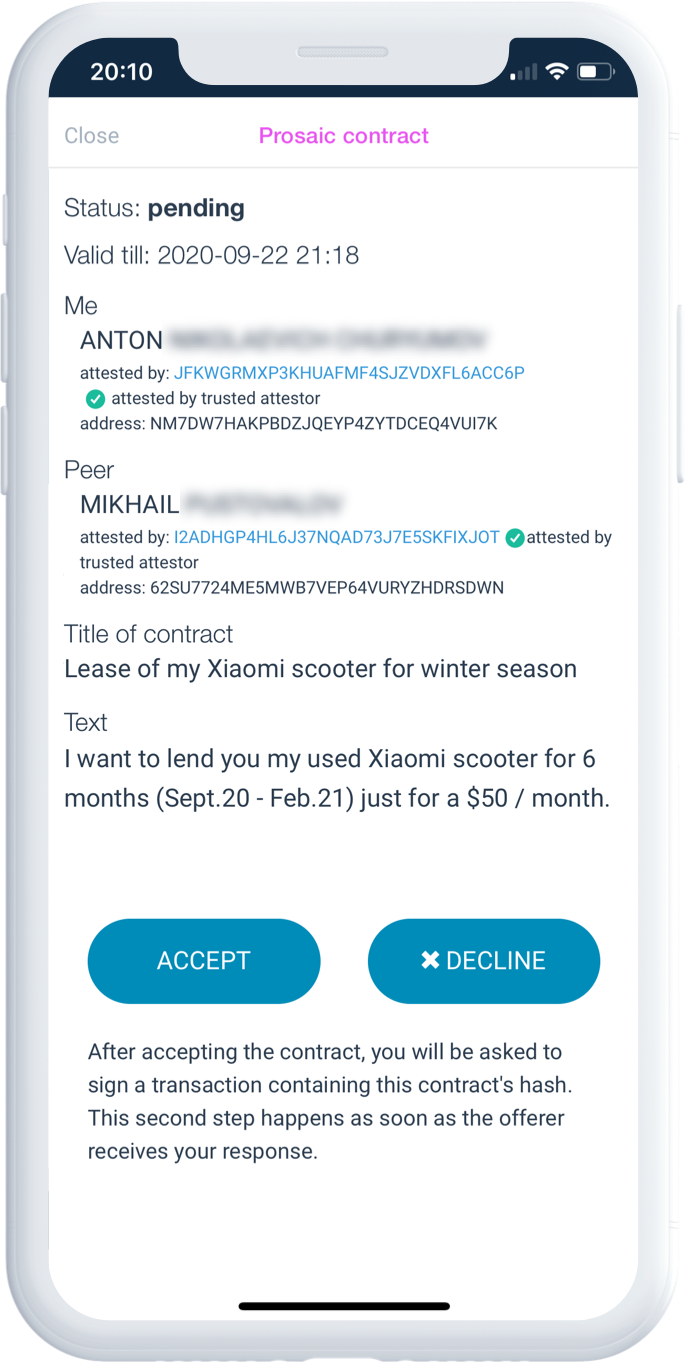 20:10
Close Prosaic contract
Status: pending
Valid till: 2020-09-22 21:18
Me
ANTON
attested by: JFKWGRMXP3KHUAFMF4SJZVDXFL6ACC6P
attested by trusted attestor
address: NM7DW7HAKPBDZJQEYP4ZYTDCEQ4VUI7K
Peer
MIKHAIL
attested by: I2ADHGP4HL6J37NQAD73J7E5SKFIXJOT attested by
trusted attestor
address: 62SU7724ME5MWB7VEP64VURYZHDRSDWN
Title of contract
Lease of my Xiaomi scooter for winter season
Text
I want to lend you my used Xiaomi scooter for 6
months (Sept.20 - Feb.21) just for a $50 / month.
ACCEPT ✖ DECLINE
After accepting the contract, you will be asked to
sign a transaction containing this contract's hash.
This second step happens as soon as the offerer
receives your response.